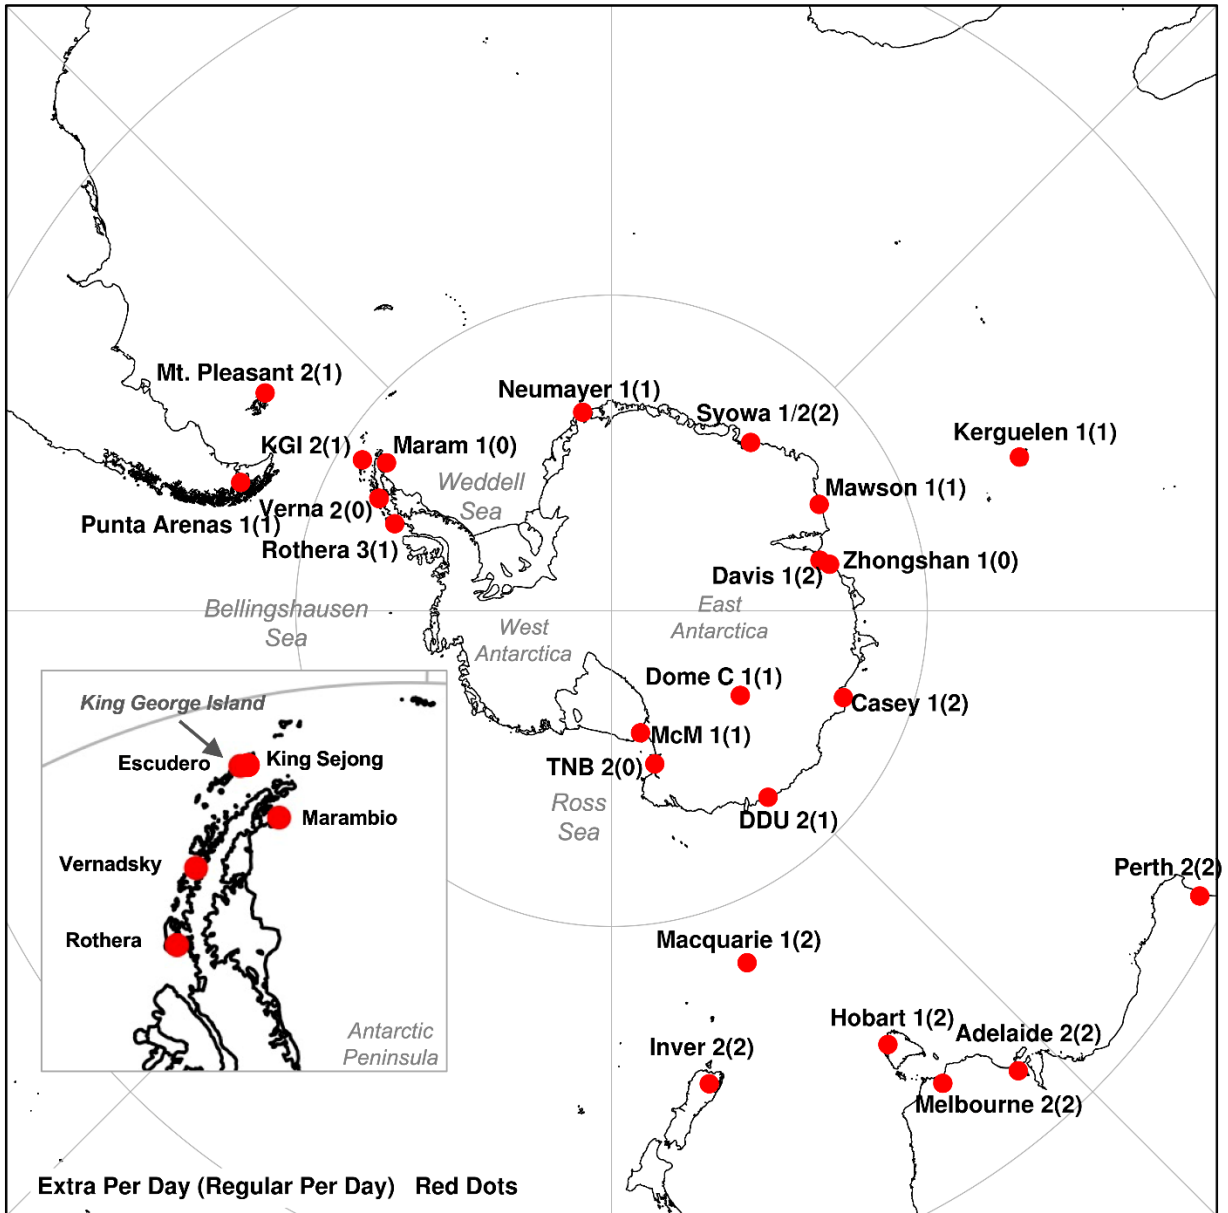 Mt. Pleasant 2(1)
Neumayer 1(1)
Syowa 1/2(2)
Kerguelen 1(1)
KGI 2(1)
Maram 1(0)
Weddell
Sea
Mawson 1(1)
Verna 2(0)
Punta Arenas 1(1)
Rothera 3(1)
Zhongshan 1(0)
Davis 1(2)
Bellingshausen
Sea
East
Antarctica
West
Antarctica
Dome C 1(1)
Casey 1(2)
McM 1(1)
TNB 2(0)
Ross
Sea
DDU 2(1)
King George Island
Escudero
King Sejong
Marambio
Vernadsky
Rothera
Antarctic
Peninsula
Perth 2(2)
Macquarie 1(2)
Hobart 1(2)
Adelaide 2(2)
Inver 2(2)
Melbourne 2(2)
Extra Per Day (Regular Per Day) Red Dots